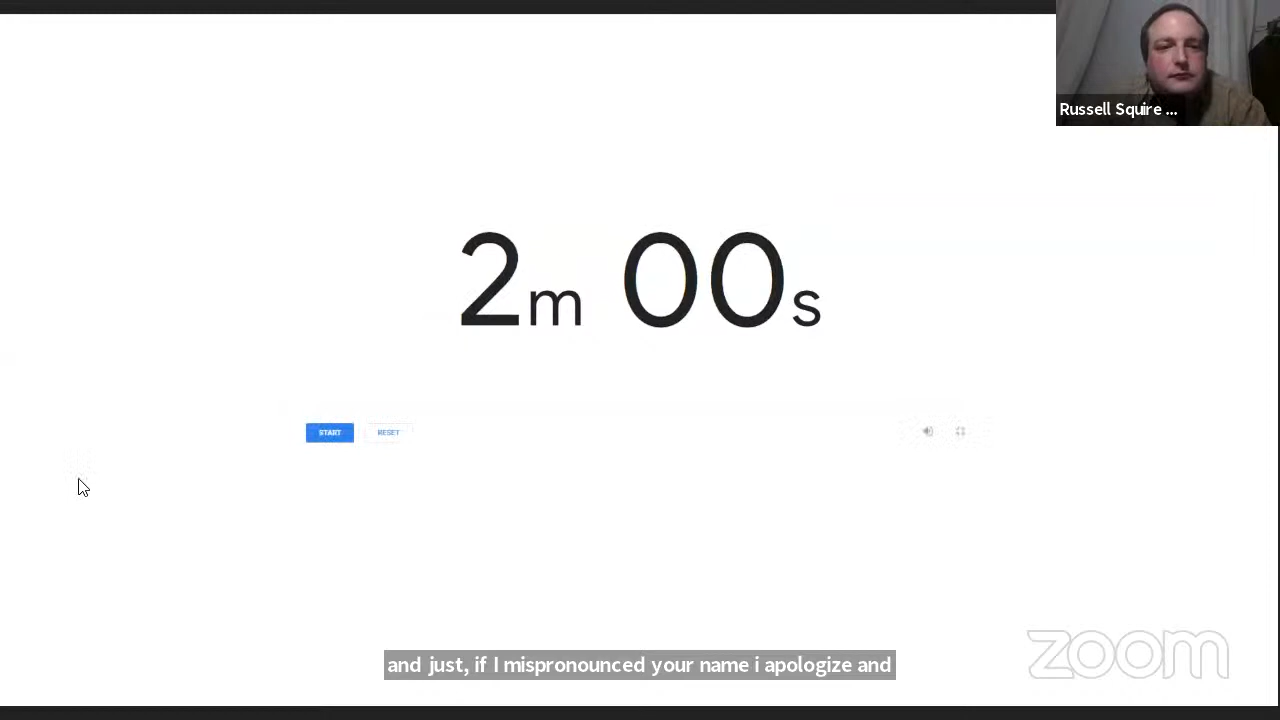 Russell Squire ...
2m 00s
START RESET
and just, if I mispronounced your name i apologize and
zoom